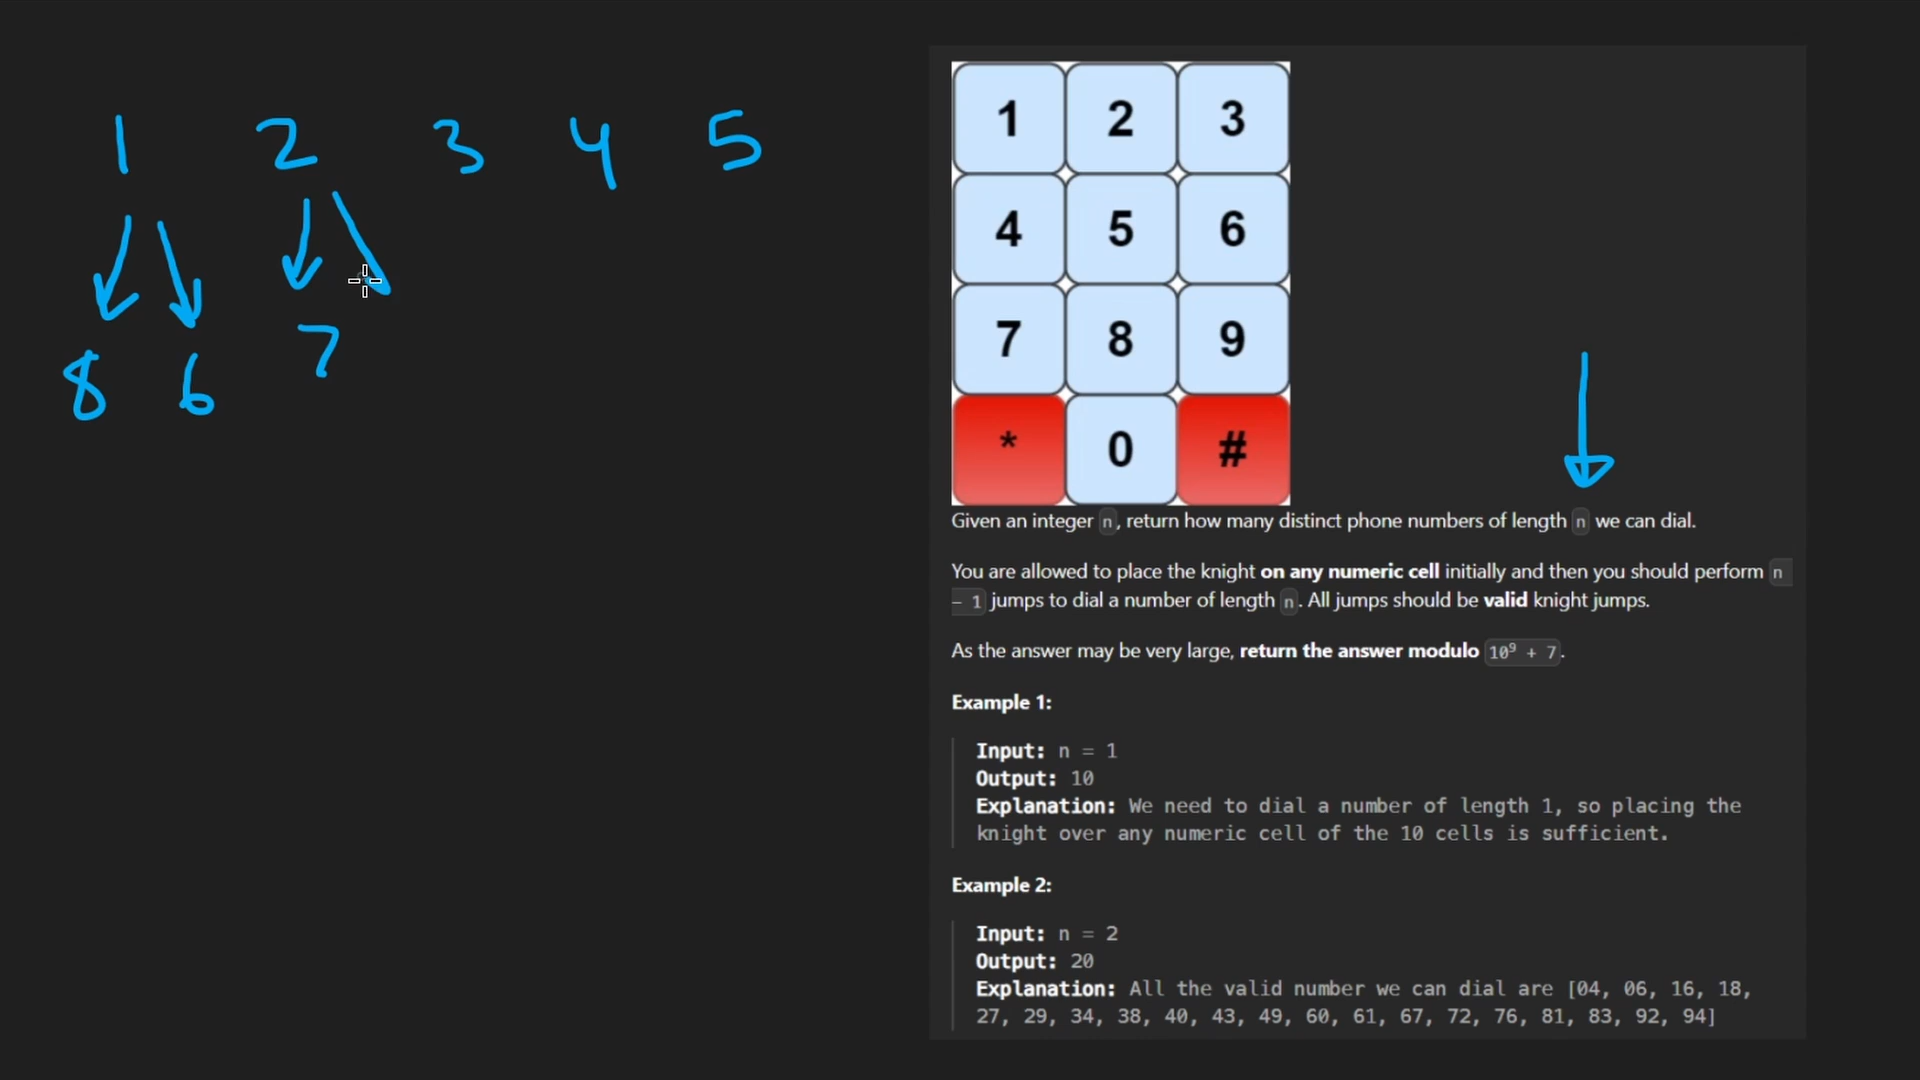 1 2 3 4 5
8 6 7
1 2 3
4 5 6
7 8 9
* 0 #
Given an integer n, return how many distinct phone numbers of length n we can dial.
You are allowed to place the knight on any numeric cell initially and then you should perform n
- 1 jumps to dial a number of length n. All jumps should be valid knight jumps.
As the answer may be very large, return the answer modulo 10⁹ + 7.
Example 1:
Input: n = 1
Output: 10
Explanation: We need to dial a number of length 1, so placing the
knight over any numeric cell of the 10 cells is sufficient.
Example 2:
Input: n = 2
Output: 20
Explanation: All the valid number we can dial are [04, 06, 16, 18,
27, 29, 34, 38, 40, 43, 49, 60, 61, 67, 72, 76, 81, 83, 92, 94]